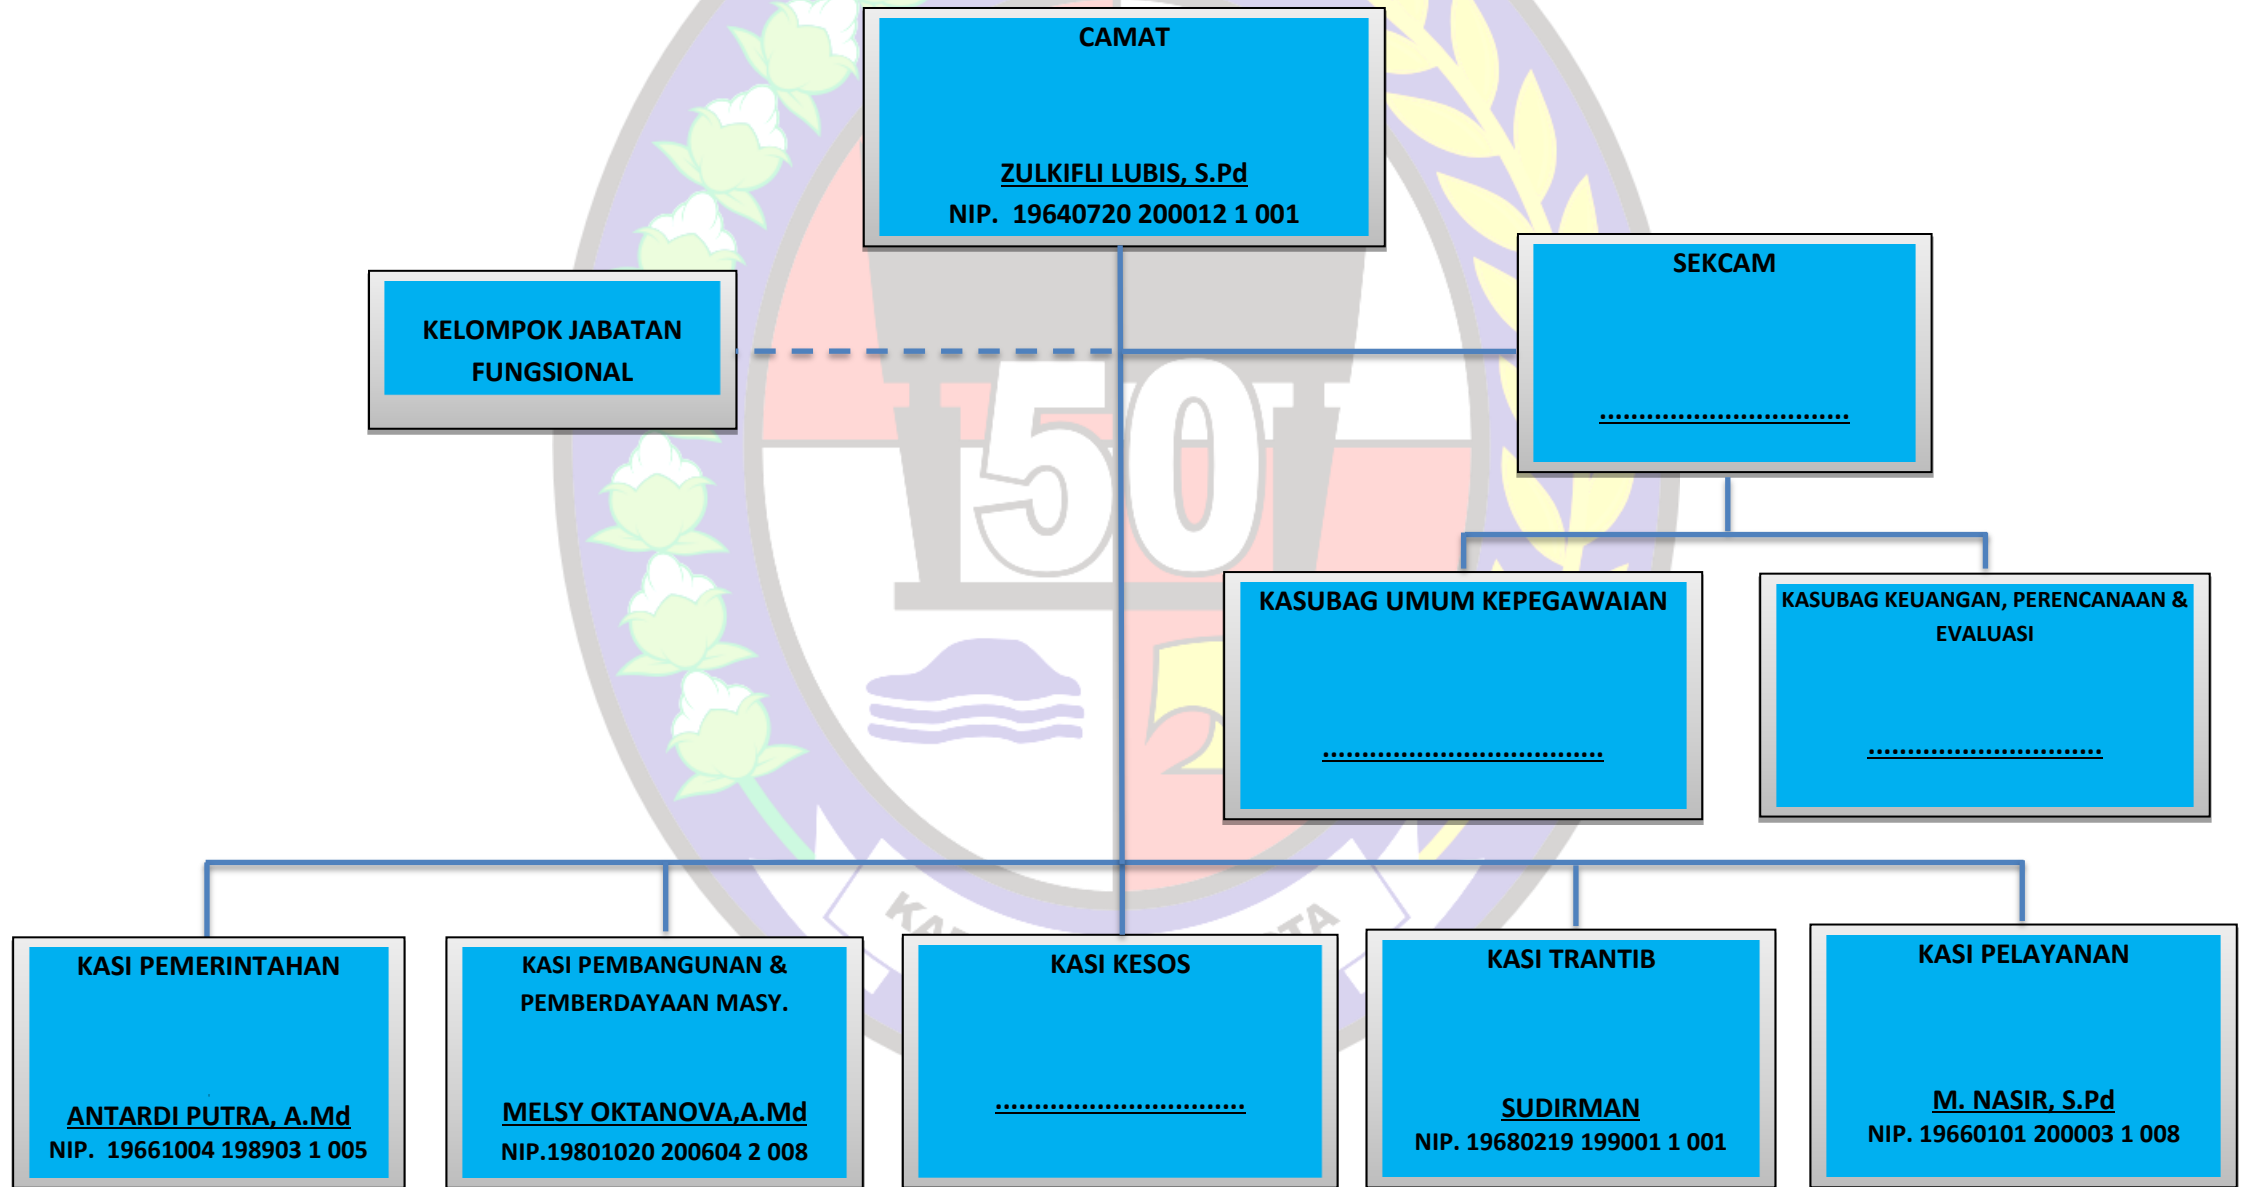 CAMAT
ZULKIFLI LUBIS, S.Pd
NIP. 19640720 200012 1 001
SEKCAM
................................
KELOMPOK JABATAN
FUNGSIONAL
50
KASUBAG UMUM KEPEGAWAIAN
....................................
KASUBAG KEUANGAN, PERENCANAAN &
EVALUASI
..............................
KASI PEMERINTAHAN
ANTARDI PUTRA, A.Md
NIP. 19661004 198903 1 005
KASI PEMBANGUNAN &
PEMBERDAYAAN MASY.
MELSY OKTANOVA,A.Md
NIP.19801020 200604 2 008
KASI KESOS
................................
KASI TRANTIB
SUDIRMAN
NIP. 19680219 199001 1 001
KASI PELAYANAN
M. NASIR, S.Pd
NIP. 19660101 200003 1 008